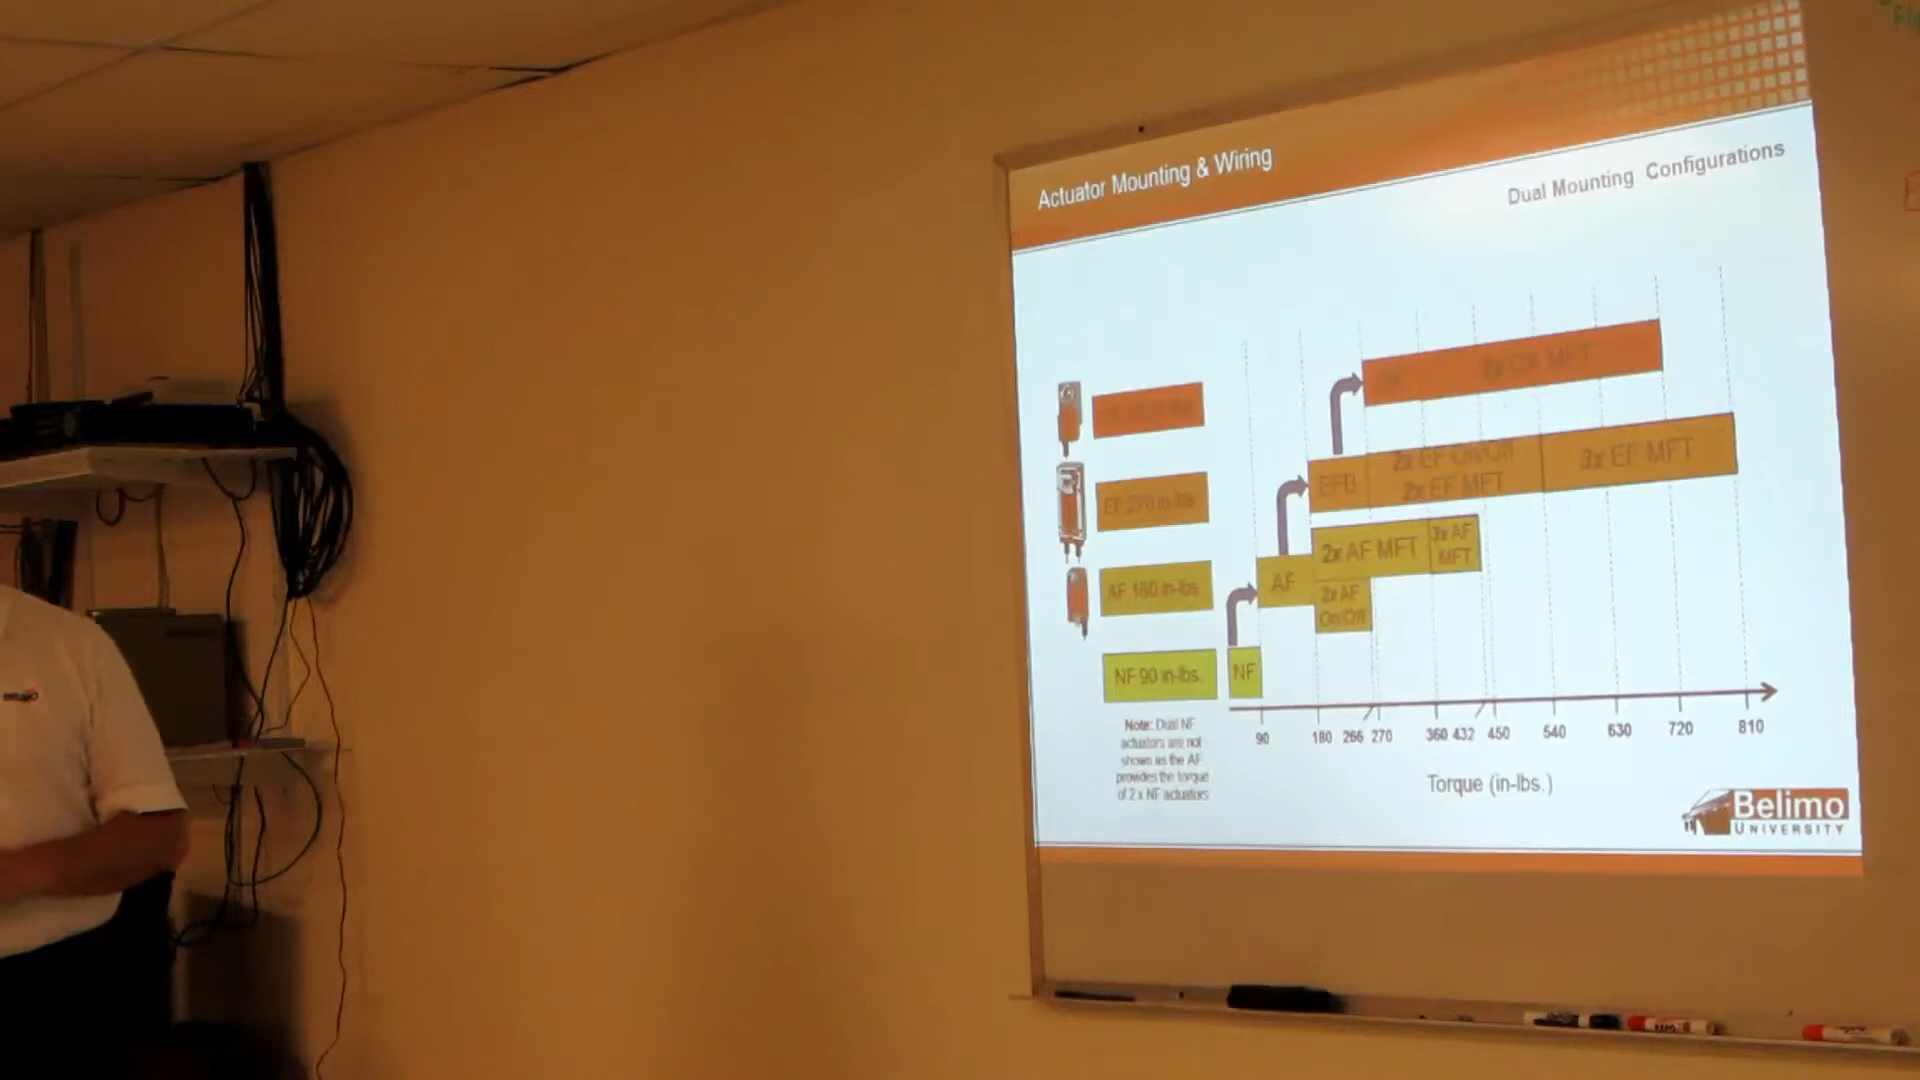 Actuator Mounting & Wiring
Dual Mounting Configurations
2x GK MFT
EF 270 in-lbs
EFB
2x EF On/Off
2x EF MFT
3x EF MFT
AF 180 in-lbs
AF
2x AF MFT
3x AF
MFT
2x AF
On/Off
NF 90 in-lbs.
NF
Note: Dual NF
actuators are not
shown as the AF
provides the torque
of 2 x NF actuators
90 180 266 270 360 432 450 540 630 720 810
Torque (in-lbs.)
Belimo
UNIVERSITY